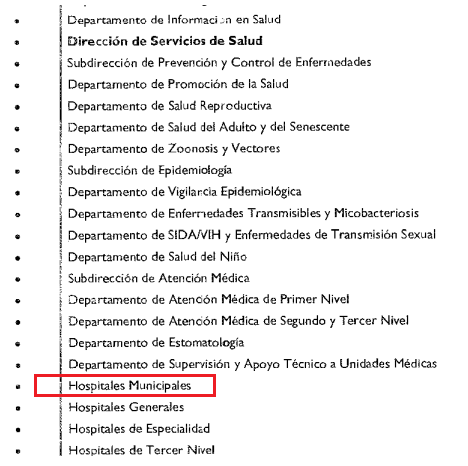 Departamento de Información en Salud
Dirección de Servicios de Salud
Subdirección de Prevención y Control de Enfermedades
Departamento de Promoción de la Salud
Departamento de Salud Reproductiva
Departamento de Salud del Adulto y del Senescente
Departamento de Zoonosis y Vectores
Subdirección de Epidemiología
Departamento de Vigilancia Epidemiológica
Departamento de Enfermedades Transmisibles y Micobacteriosis
Departamento de SIDA/VIH y Enfermedades de Transmisión Sexual
Departamento de Salud del Niño
Subdirección de Atención Médica
Departamento de Atención Médica de Primer Nivel
Departamento de Atención Médica de Segundo y Tercer Nivel
Departamento de Estomatología
Departamento de Supervisión y Apoyo Técnico a Unidades Médicas
Hospitales Municipales
Hospitales Generales
Hospitales de Especialidad
Hospitales de Tercer Nivel